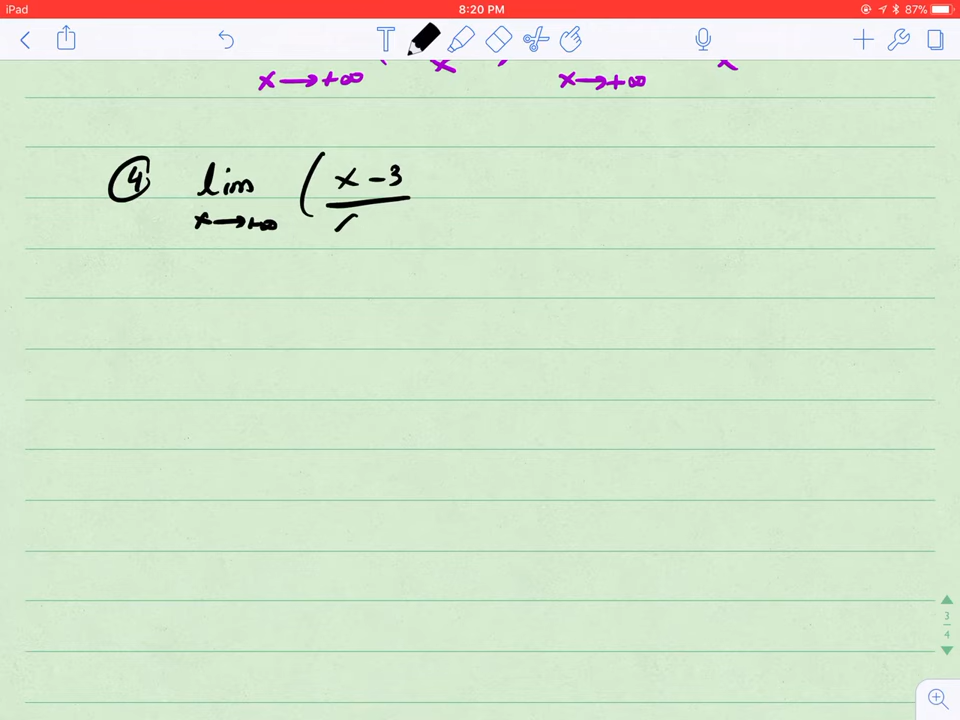 iPad 8:20 PM 87%
T
x→+∞ x→+∞
④ lim (x-3
x→+∞
3
4